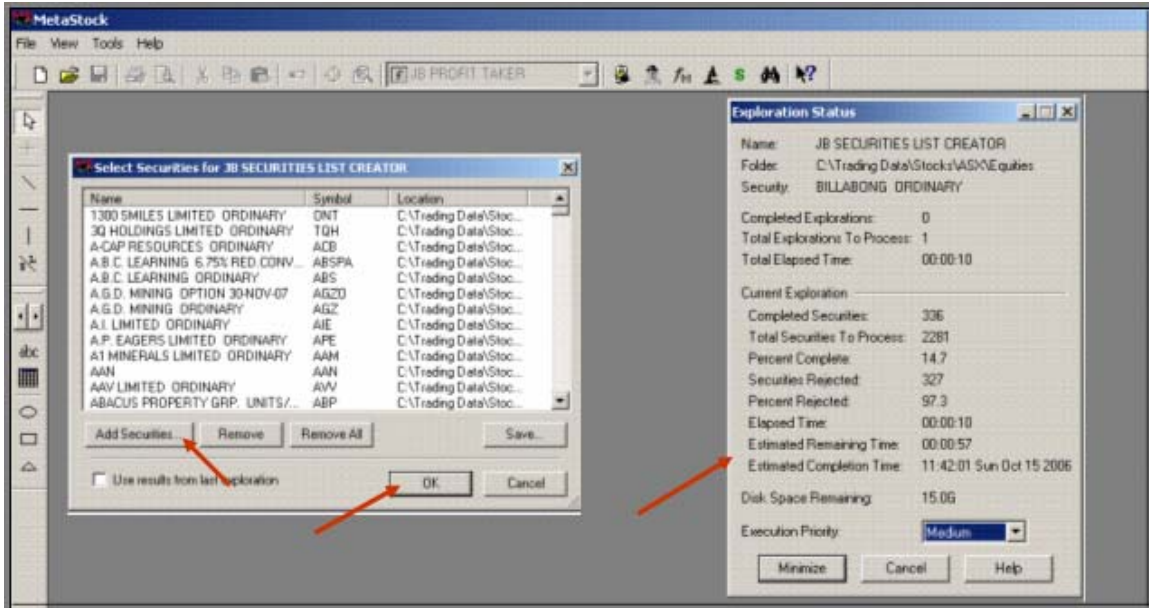 MetaStock
File View Tools Help
JB PROFIT TAKER
Select Securities for JB SECURITIES LIST CREATOR
Name Symbol Location
1300 SMILES LIMITED ORDINARY ONT C:\Trading Data\Stoc...
3Q HOLDINGS LIMITED ORDINARY TQH C:\Trading Data\Stoc...
A-CAP RESOURCES ORDINARY ACB C:\Trading Data\Stoc...
A.B.C. LEARNING 6.75% RED.CONV... ABSPA C:\Trading Data\Stoc...
A.B.C. LEARNING ORDINARY ABS C:\Trading Data\Stoc...
A.G.D. MINING OPTION 30-NOV-07 AGZO C:\Trading Data\Stoc...
A.G.D. MINING ORDINARY AGZ C:\Trading Data\Stoc...
A.I. LIMITED ORDINARY AIE C:\Trading Data\Stoc...
A.P. EAGERS LIMITED ORDINARY APE C:\Trading Data\Stoc...
A1 MINERALS LIMITED ORDINARY AAM C:\Trading Data\Stoc...
AAN AAN C:\Trading Data\Stoc...
AAV LIMITED ORDINARY AVV C:\Trading Data\Stoc...
ABACUS PROPERTY GRP. UNITS/... ABP C:\Trading Data\Stoc...
Add Securities... Remove Remove All Save...
Use results from last exploration
OK Cancel
Exploration Status
Name: JB SECURITIES LIST CREATOR
Folder: C:\Trading Data\Stocks\ASX\Equities
Security: BILLABONG ORDINARY
Completed Explorations: 0
Total Explorations To Process: 1
Total Elapsed Time: 00:00:10
Current Exploration
Completed Securities: 336
Total Securities To Process: 2281
Percent Complete: 14.7
Securities Rejected: 327
Percent Rejected: 97.3
Elapsed Time: 00:00:10
Estimated Remaining Time: 00:00:57
Estimated Completion Time: 11:42:01 Sun Oct 15 2006
Disk Space Remaining: 15.0G
Execution Priority: Medium
Minimize Cancel Help
abc